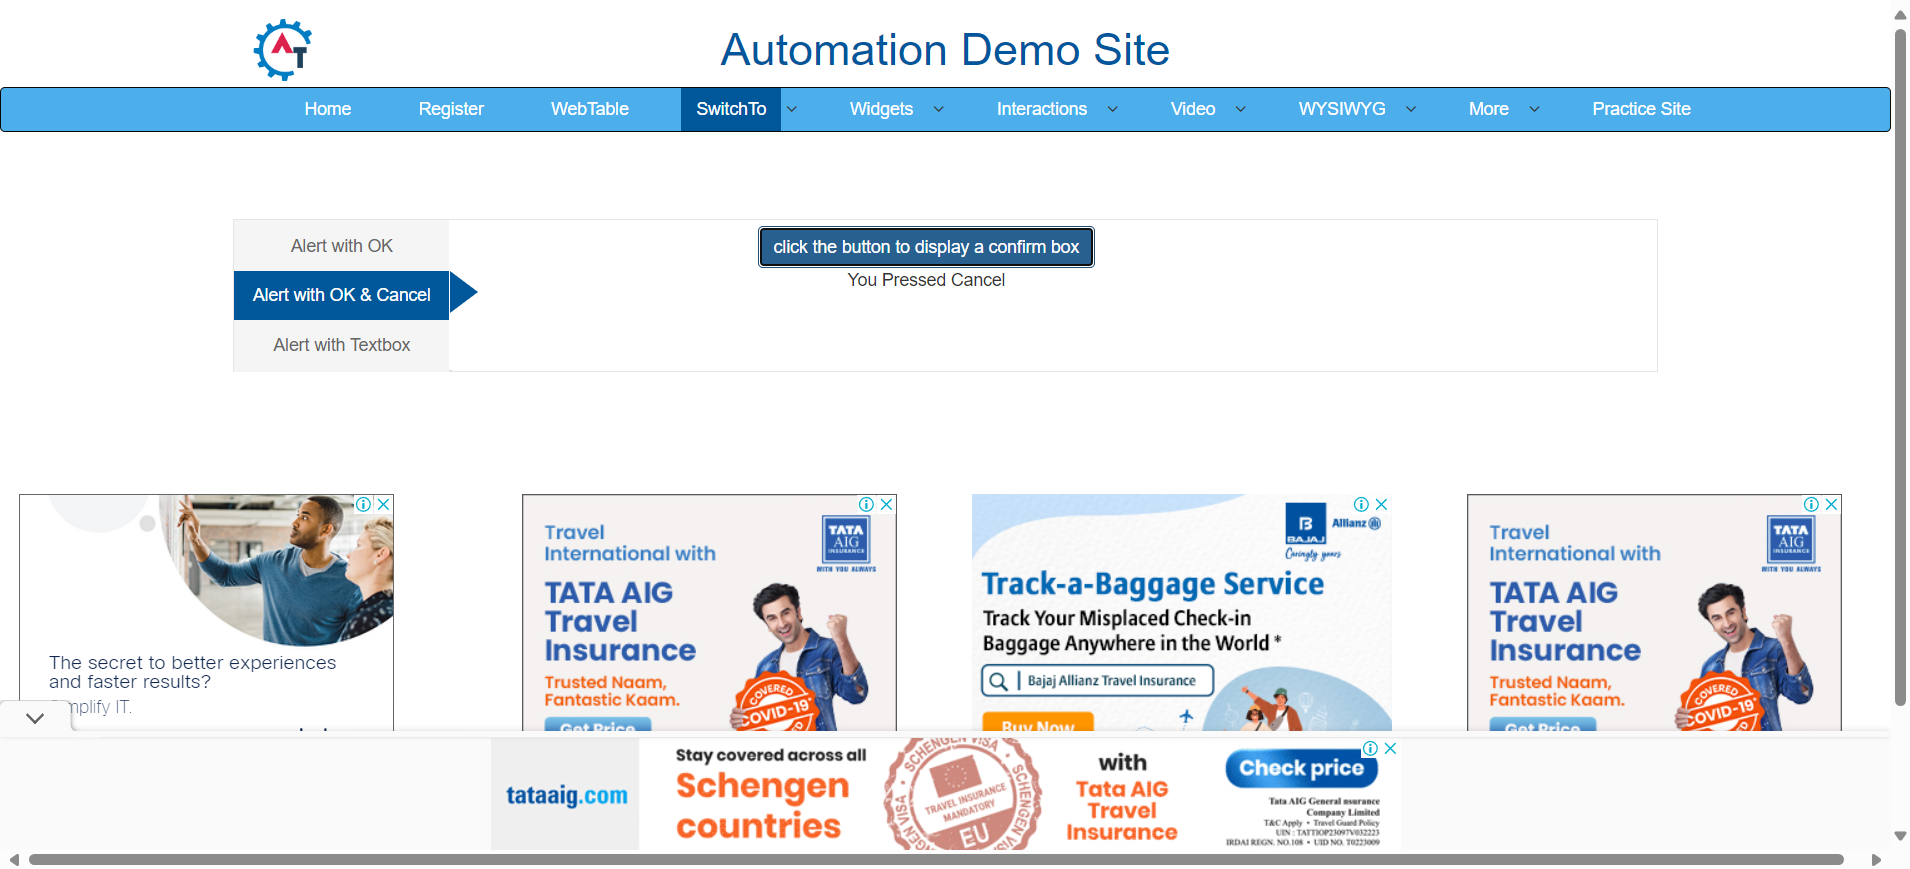 AT
Automation Demo Site
Home Register WebTable SwitchTo Widgets Interactions Video WYSIWYG More Practice Site
Alert with OK
Alert with OK & Cancel
Alert with Textbox
click the button to display a confirm box
You Pressed Cancel
The secret to better experiences
and faster results?
mplify IT.
Travel
International with
TATA AIG
Travel
Insurance
Trusted Naam,
Fantastic Kaam.
Get Price
TATA
AIG
INSURANCE
WITH YOU ALWAYS
COVERED
COVID-19
B
BAJAJ
Allianz
Caringly yours
Track-a-Baggage Service
Track Your Misplaced Check-in
Baggage Anywhere in the World *
Bajaj Allianz Travel Insurance
Buy Now
Travel
International with
TATA AIG
Travel
Insurance
Trusted Naam,
Fantastic Kaam.
Get Price
TATA
AIG
INSURANCE
WITH YOU ALWAYS
COVERED
COVID-19
tataaig.com
Stay covered across all
Schengen
countries
SCHENGEN VISA
TRAVEL INSURANCE
MANDATORY
EU
SCHENGEN
VISA
with
Tata AIG
Travel
Insurance
Check price
Tata AIG General nsurance
Company Limited
T&C Apply • Travel Guard Policy
UIN : TATTIOP23097V032223
IRDAI REGN. NO.108 • UID NO. T0223009